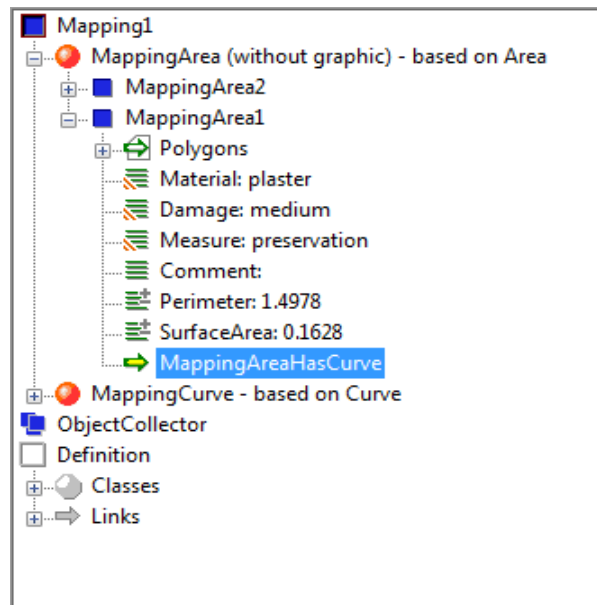 Mapping1
MappingArea (without graphic) - based on Area
MappingArea2
MappingArea1
Polygons
Material: plaster
Damage: medium
Measure: preservation
Comment:
Perimeter: 1.4978
SurfaceArea: 0.1628
MappingAreaHasCurve
MappingCurve - based on Curve
ObjectCollector
Definition
Classes
Links